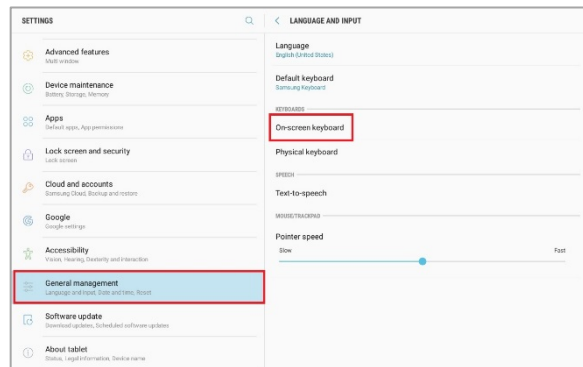 SETTINGS
Advanced features
Multi window
Device maintenance
Battery, Storage, Memory
Apps
Default apps, App permissions
Lock screen and security
Lock screen
Cloud and accounts
Samsung Cloud, Backup and restore
Google
Google settings
Accessibility
Vision, Hearing, Dexterity and interaction
General management
Language and input, Date and time, Reset
Software update
Download updates, Scheduled software updates
About tablet
Status, Legal information, Device name
LANGUAGE AND INPUT
Language
English (United States)
Default keyboard
Samsung Keyboard
KEYBOARDS
On-screen keyboard
Physical keyboard
SPEECH
Text-to-speech
MOUSE/TRACKPAD
Pointer speed
Slow Fast